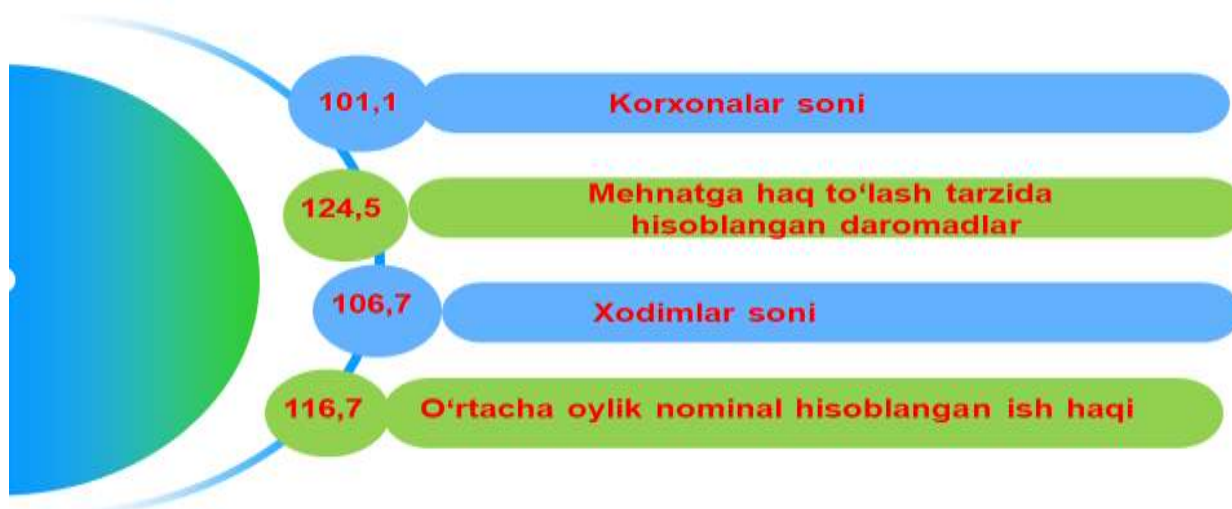 101,1 Korxonalar soni
124,5 Mehnatga haq to‘lash tarzida
hisoblangan daromadlar
106,7 Xodimlar soni
116,7 O‘rtacha oylik nominal hisoblangan ish haqi